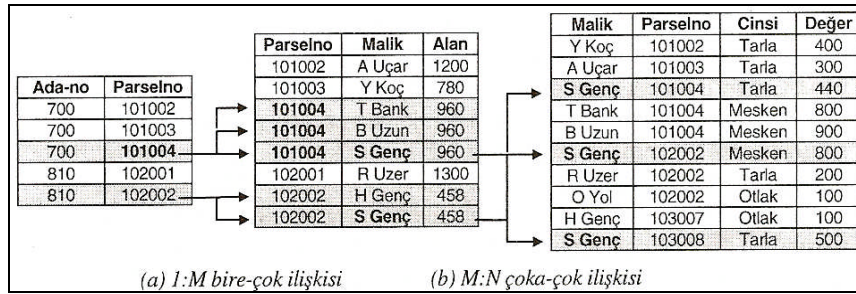 Ada-no Parselno
700 101002
700 101003
700 101004
810 102001
810 102002
Parselno Malik Alan
101002 A Uçar 1200
101003 Y Koç 780
101004 T Bank 960
101004 B Uzun 960
101004 S Genç 960
102001 R Uzer 1300
102002 H Genç 458
102002 S Genç 458
Malik Parselno Cinsi Değer
Y Koç 101002 Tarla 400
A Uçar 101003 Tarla 300
S Genç 101004 Tarla 440
T Bank 101004 Mesken 800
B Uzun 101004 Mesken 900
S Genç 102002 Mesken 800
R Uzer 102002 Tarla 200
O Yol 102002 Otlak 100
H Genç 103007 Otlak 100
S Genç 103008 Tarla 500
(a) 1:M bire-çok ilişkisi
(b) M:N çoka-çok ilişkisi